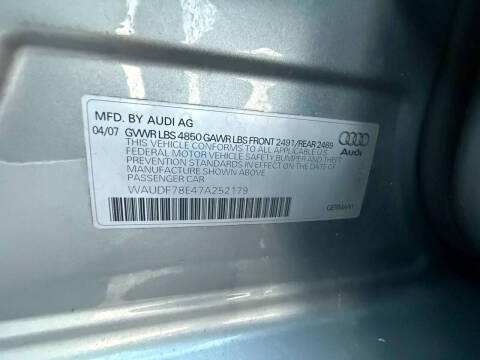 MFD. BY AUDI AG
04/07 GVWR LBS 4850 GAWR LBS FRONT 2491/REAR 2469
THIS VEHICLE CONFORMS TO ALL APPLICABLE U.S.
FEDERAL MOTOR VEHICLE SAFETY, BUMPER AND THEFT
PREVENTION STANDARDS IN EFFECT ON THE DATE OF
MANUFACTURE SHOWN ABOVE.
PASSENGER CAR
WAUDF78E47A252179
Audi
GERMANY